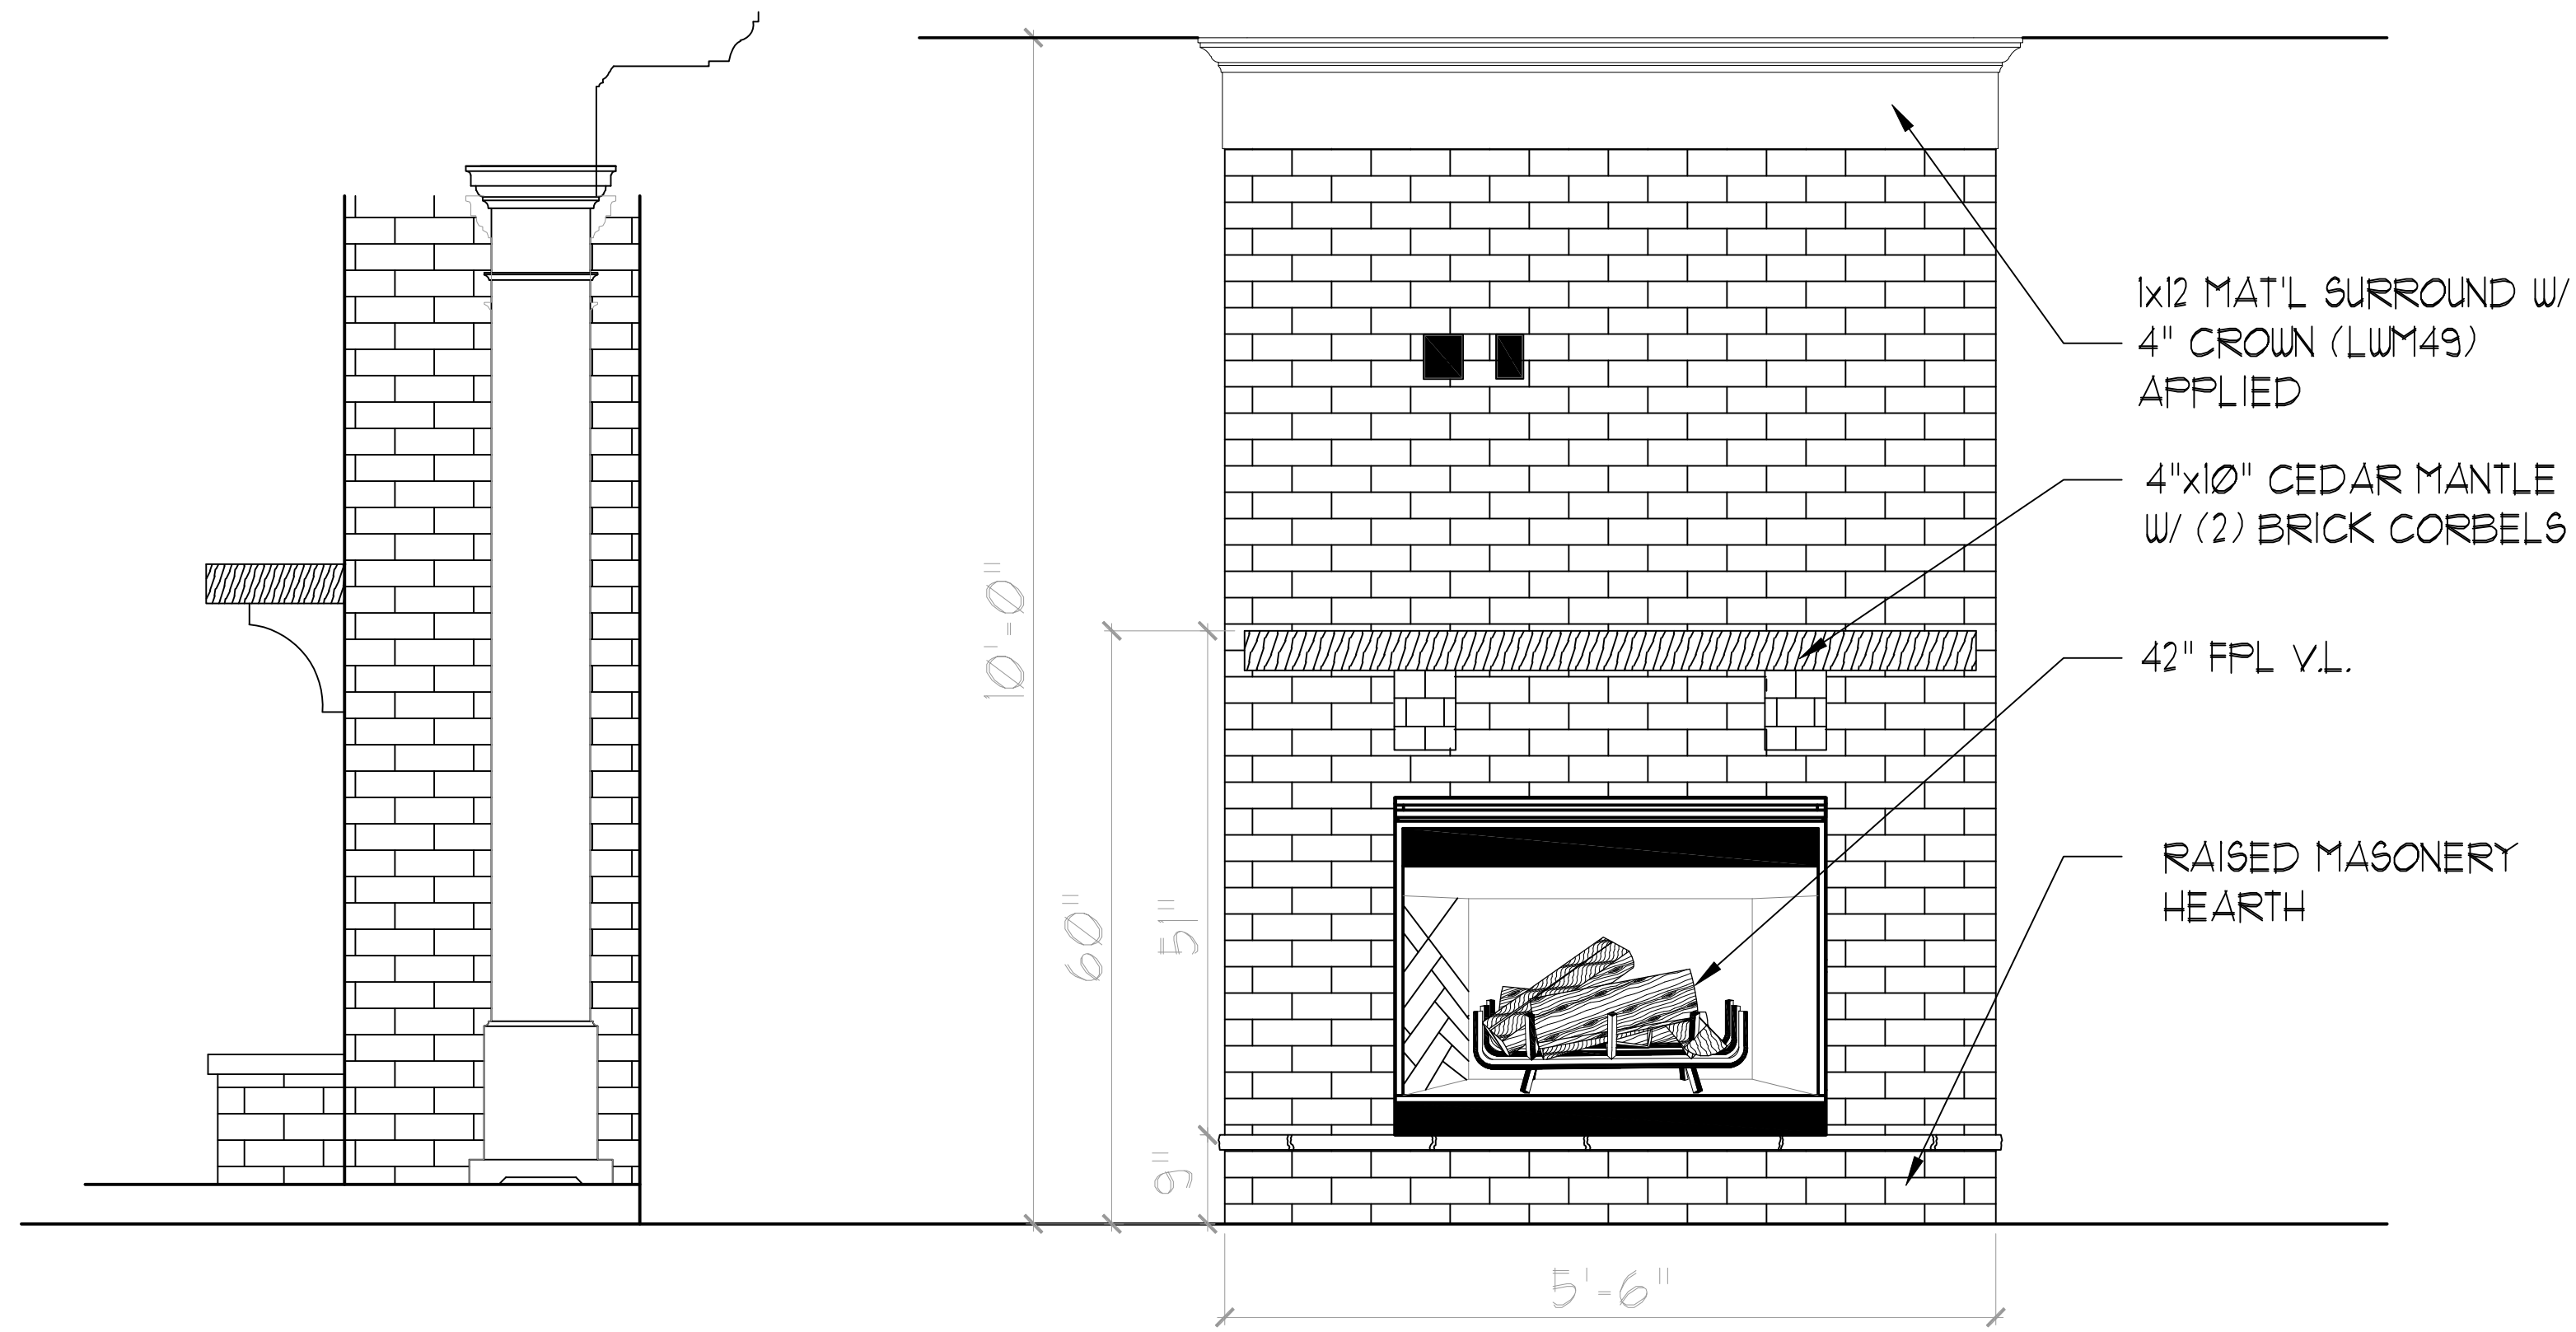 1x12 MAT'L SURROUND W/
4" CROWN (LWM49)
APPLIED
4"x10" CEDAR MANTLE
W/ (2) BRICK CORBELS
42" FPL V.L.
RAISED MASONERY
HEARTH
10'-0"
60"
51"
9"
5'-6"